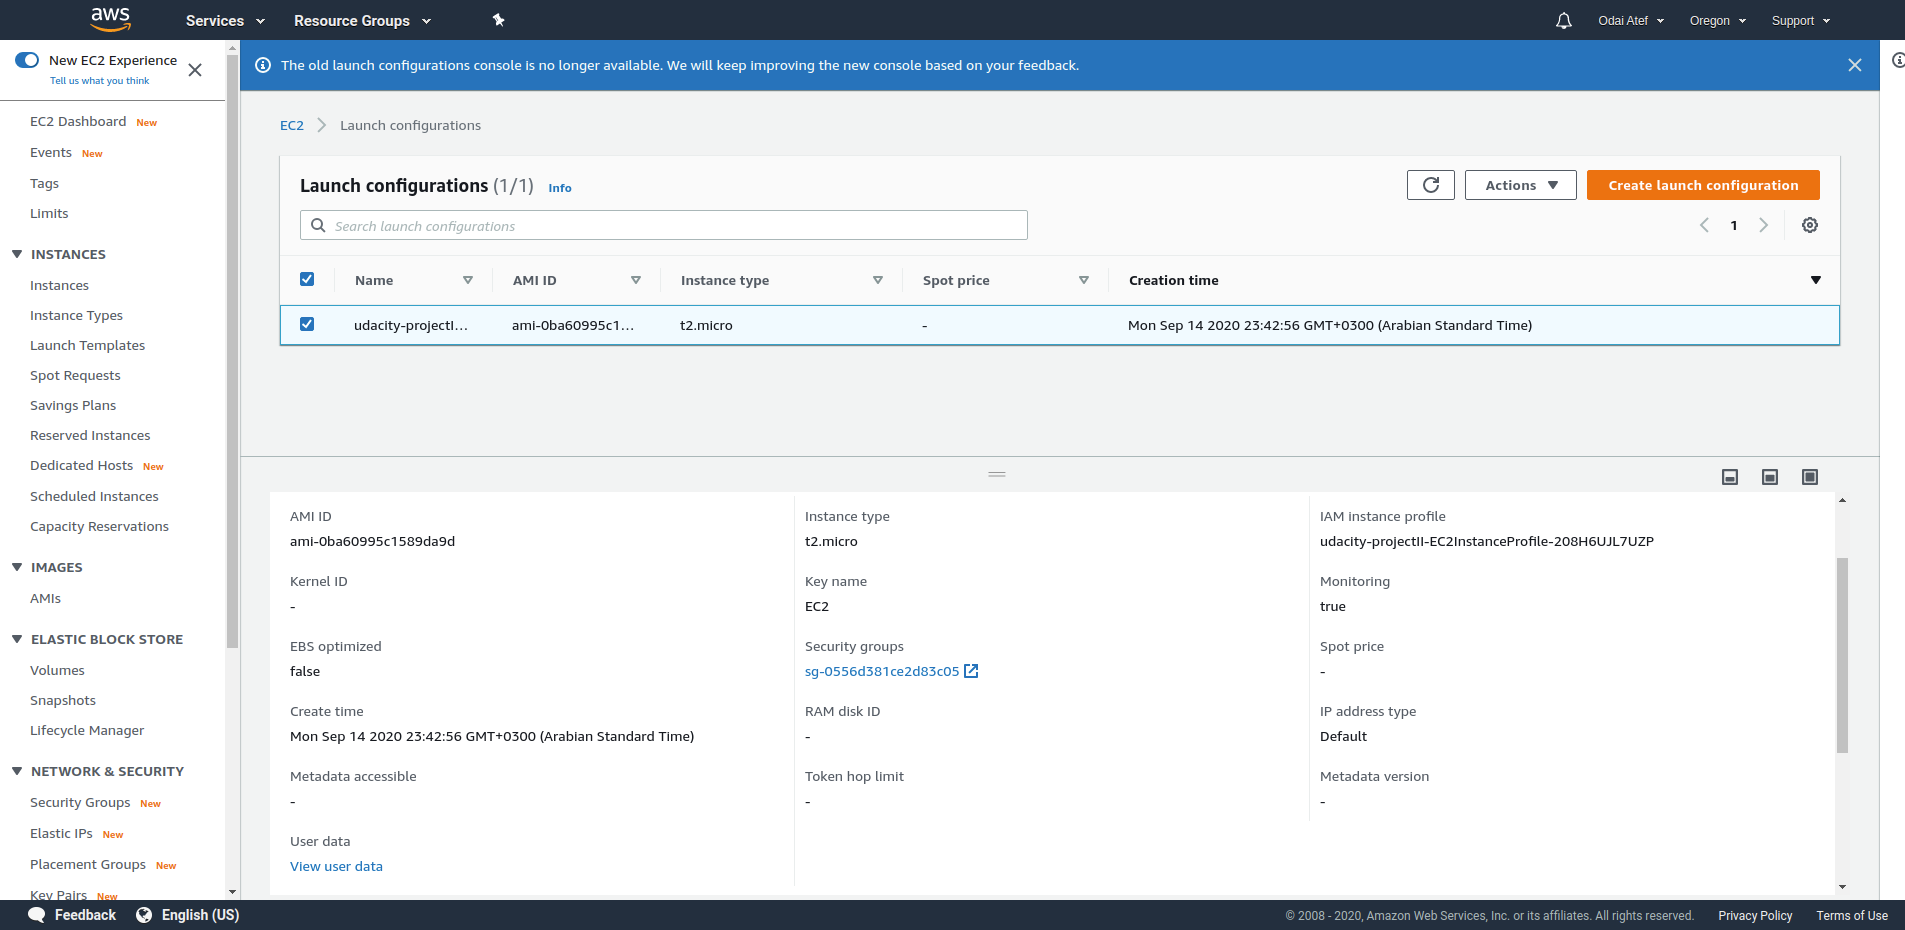 aws Services Resource Groups Odai Atef Oregon Support
New EC2 Experience
Tell us what you think
EC2 Dashboard New
Events New
Tags
Limits
INSTANCES
Instances
Instance Types
Launch Templates
Spot Requests
Savings Plans
Reserved Instances
Dedicated Hosts New
Scheduled Instances
Capacity Reservations
IMAGES
AMIs
ELASTIC BLOCK STORE
Volumes
Snapshots
Lifecycle Manager
NETWORK & SECURITY
Security Groups New
Elastic IPs New
Placement Groups New
Key Pairs New
The old launch configurations console is no longer available. We will keep improving the new console based on your feedback.
EC2 Launch configurations
Launch configurations (1/1) Info
Actions Create launch configuration
Search launch configurations
1
Name AMI ID Instance type Spot price Creation time
udacity-projectI... ami-0ba60995c1... t2.micro - Mon Sep 14 2020 23:42:56 GMT+0300 (Arabian Standard Time)
AMI ID Instance type IAM instance profile
ami-0ba60995c1589da9d t2.micro udacity-projectII-EC2InstanceProfile-208H6UJL7UZP
Kernel ID Key name Monitoring
- EC2 true
EBS optimized Security groups Spot price
false sg-0556d381ce2d83c05 -
Create time RAM disk ID IP address type
Mon Sep 14 2020 23:42:56 GMT+0300 (Arabian Standard Time) - Default
Metadata accessible Token hop limit Metadata version
- - -
User data
View user data
Feedback English (US) © 2008 - 2020, Amazon Web Services, Inc. or its affiliates. All rights reserved. Privacy Policy Terms of Use